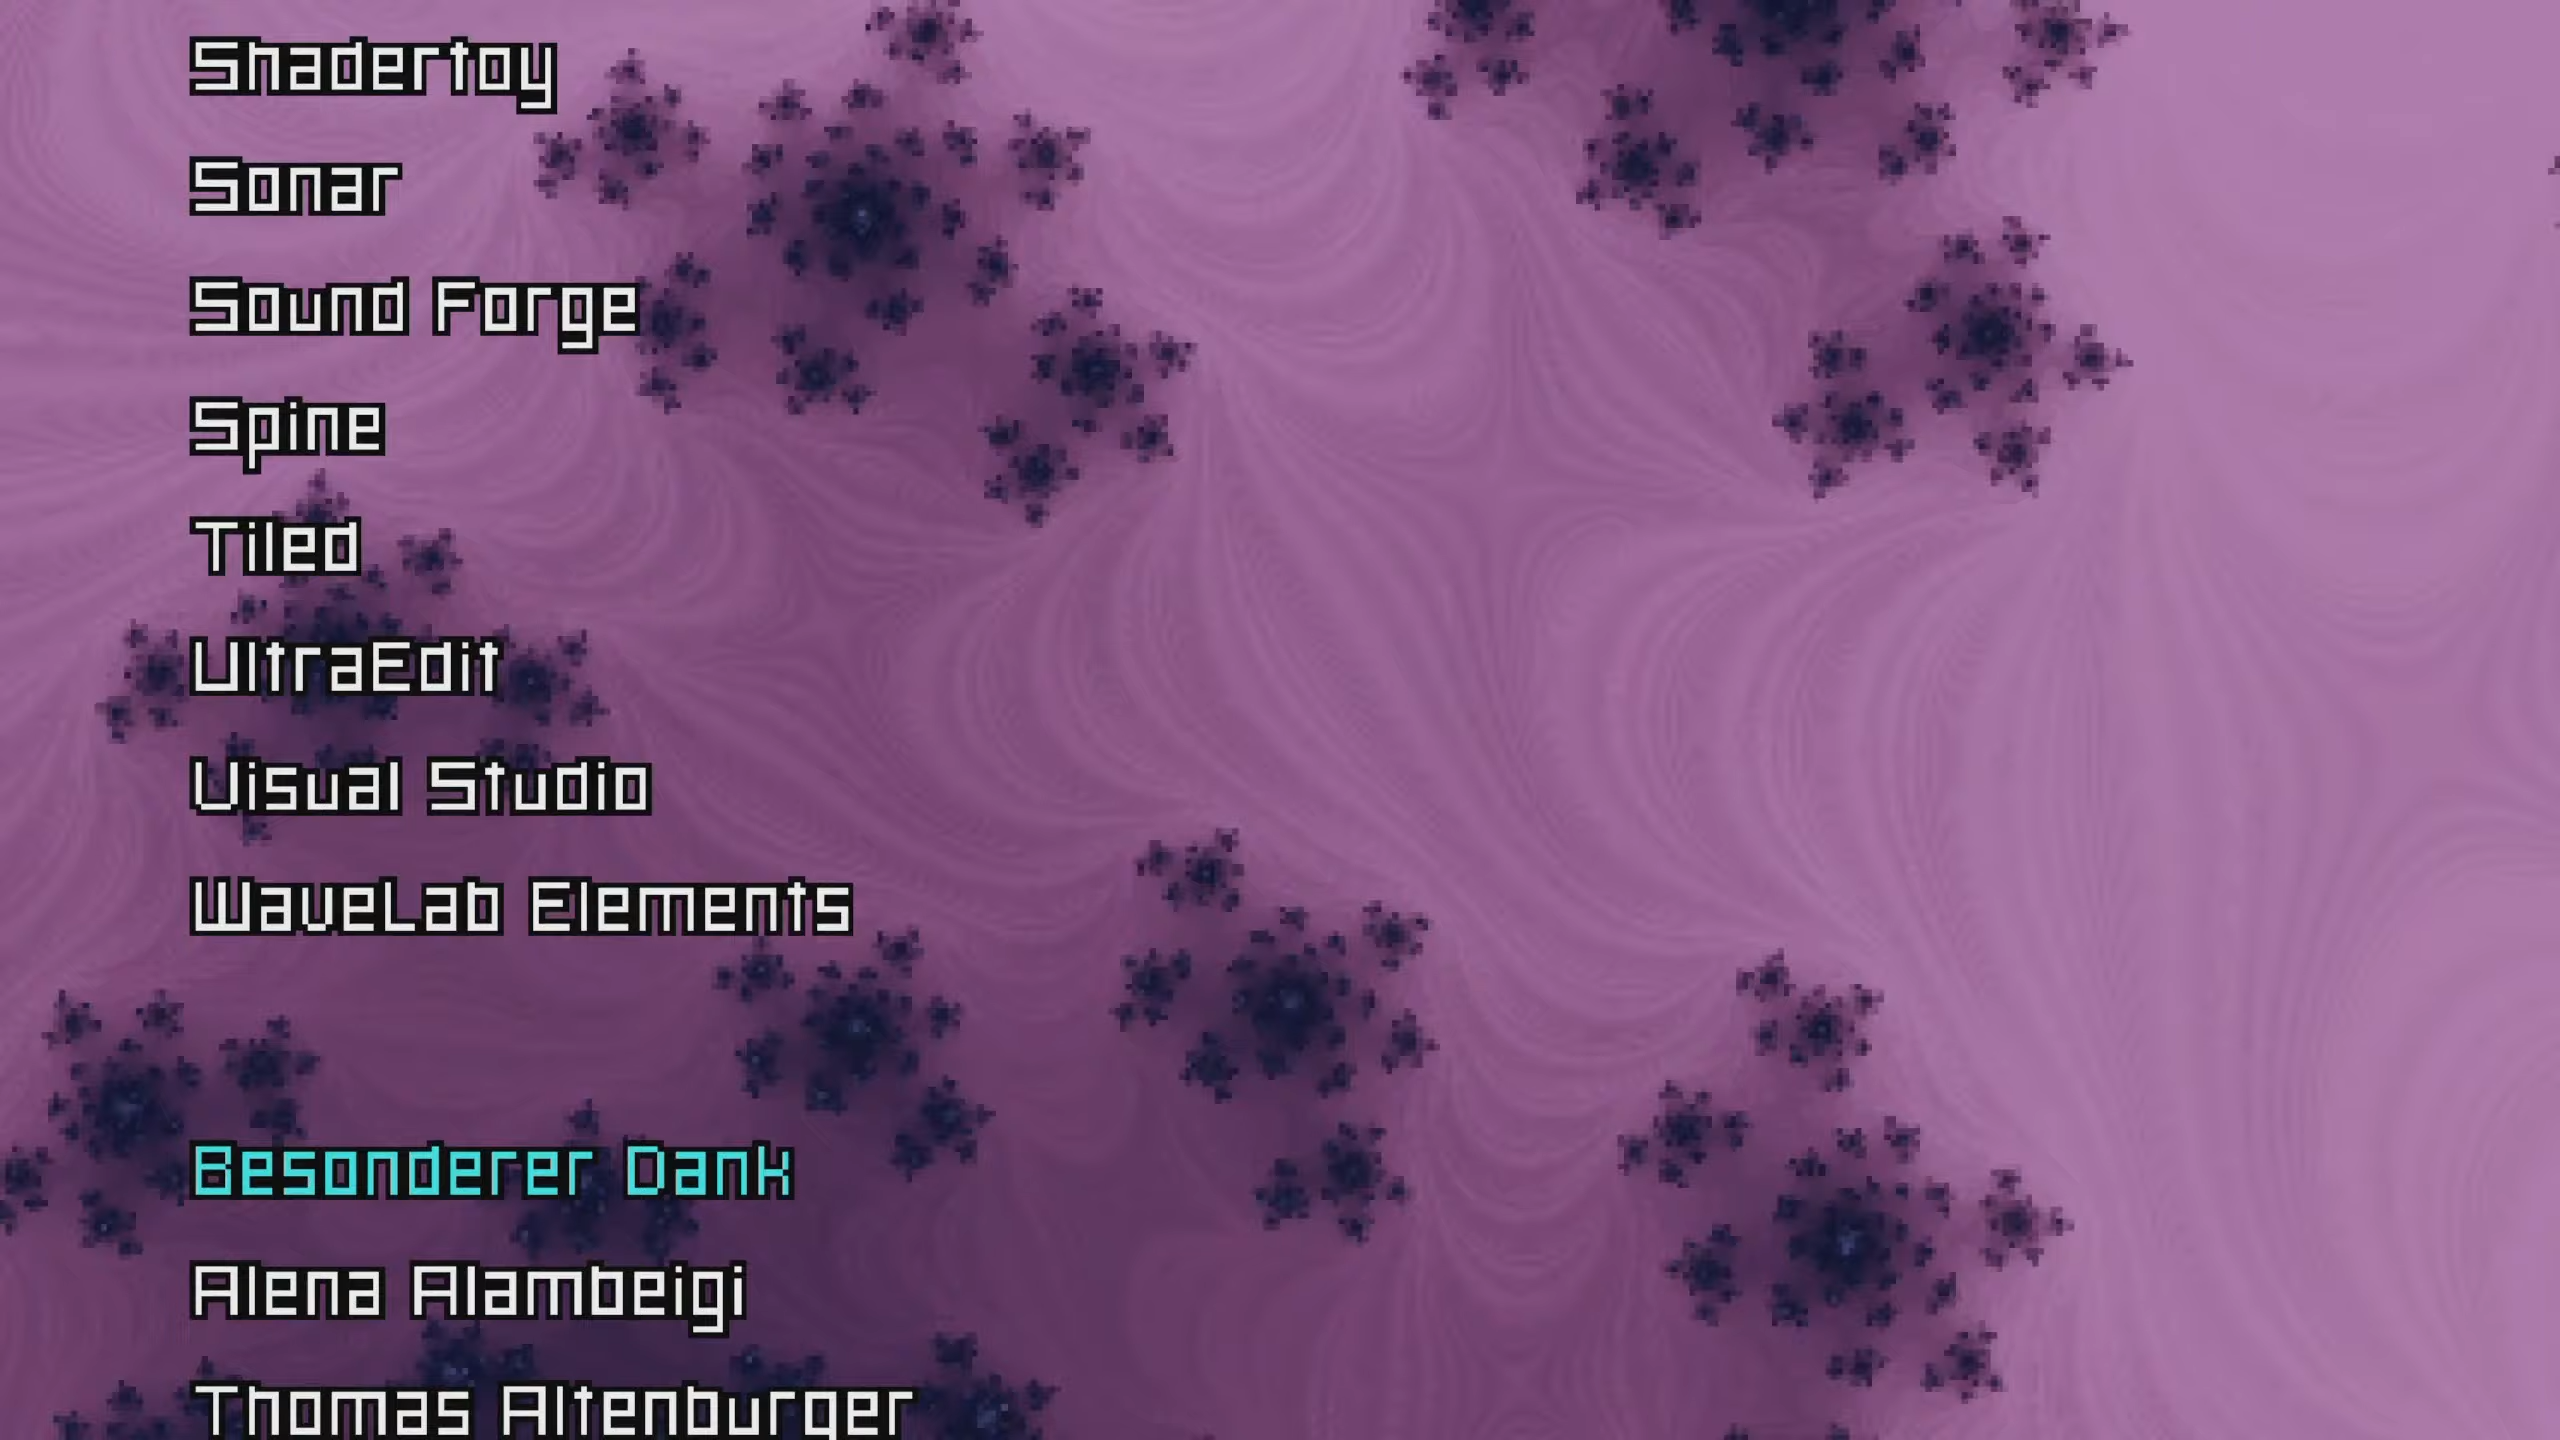 Shadertoy
Sonar
Sound Forge
Spine
Tiled
UltraEdit
Visual Studio
WaveLab Elements
Besonderer Dank
Alena Alambeigi
Thomas Altenburger